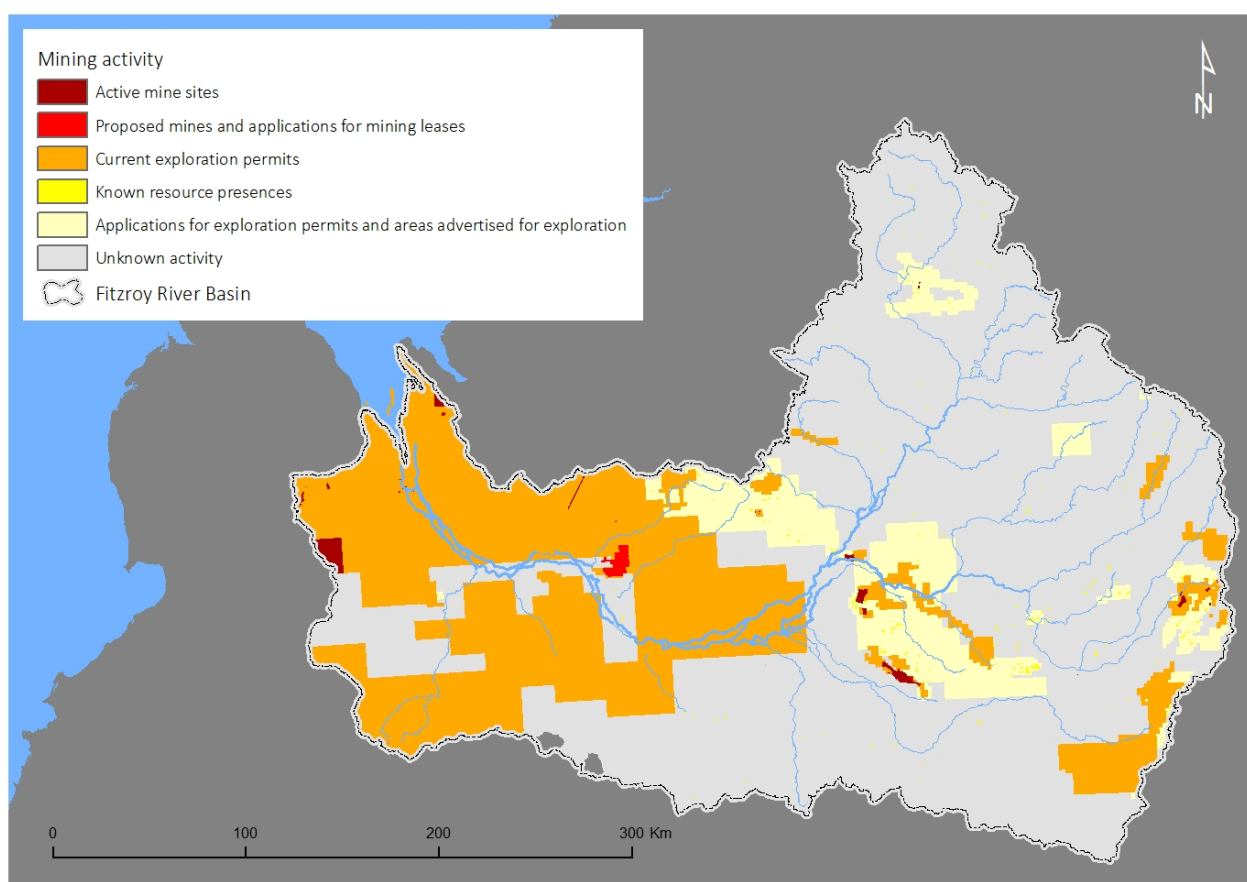 Mining activity
Active mine sites
Proposed mines and applications for mining leases
Current exploration permits
Known resource presences
Applications for exploration permits and areas advertised for exploration
Unknown activity
Fitzroy River Basin
N
0 100 200 300 Km